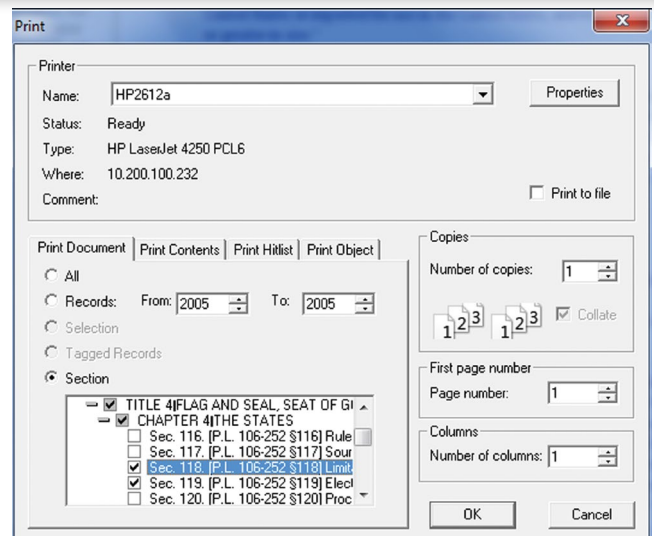 Print
Printer
Name: HP2612a Properties
Status: Ready
Type: HP LaserJet 4250 PCL6
Where: 10.200.100.232
Comment: Print to file
Print Document Print Contents Print Hitlist Print Object
All
Records: From: 2005 To: 2005
Selection
Tagged Records
Section
TITLE 4|FLAG AND SEAL, SEAT OF
CHAPTER 4|THE STATES
Sec. 116. [P.L. 106-252 §116] Rule
Sec. 117. [P.L. 106-252 §117] Sour
Sec. 118. [P.L. 106-252 §118] Limit
Sec. 119. [P.L. 106-252 §119] Elect
Sec. 120. [P.L. 106-252 §120] Proc
Copies
Number of copies: 1
1 2 3 1 2 3 Collate
First page number
Page number: 1
Columns
Number of columns: 1
OK Cancel